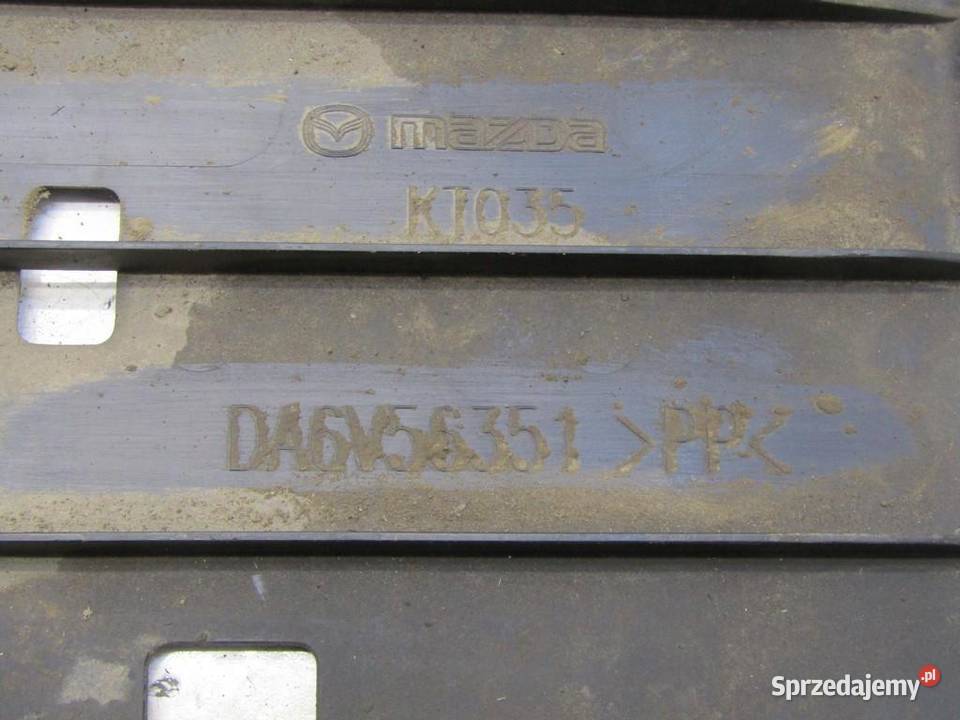 mazda
KT035
DA6V56351 >PP<
Sprzedajemy.pl